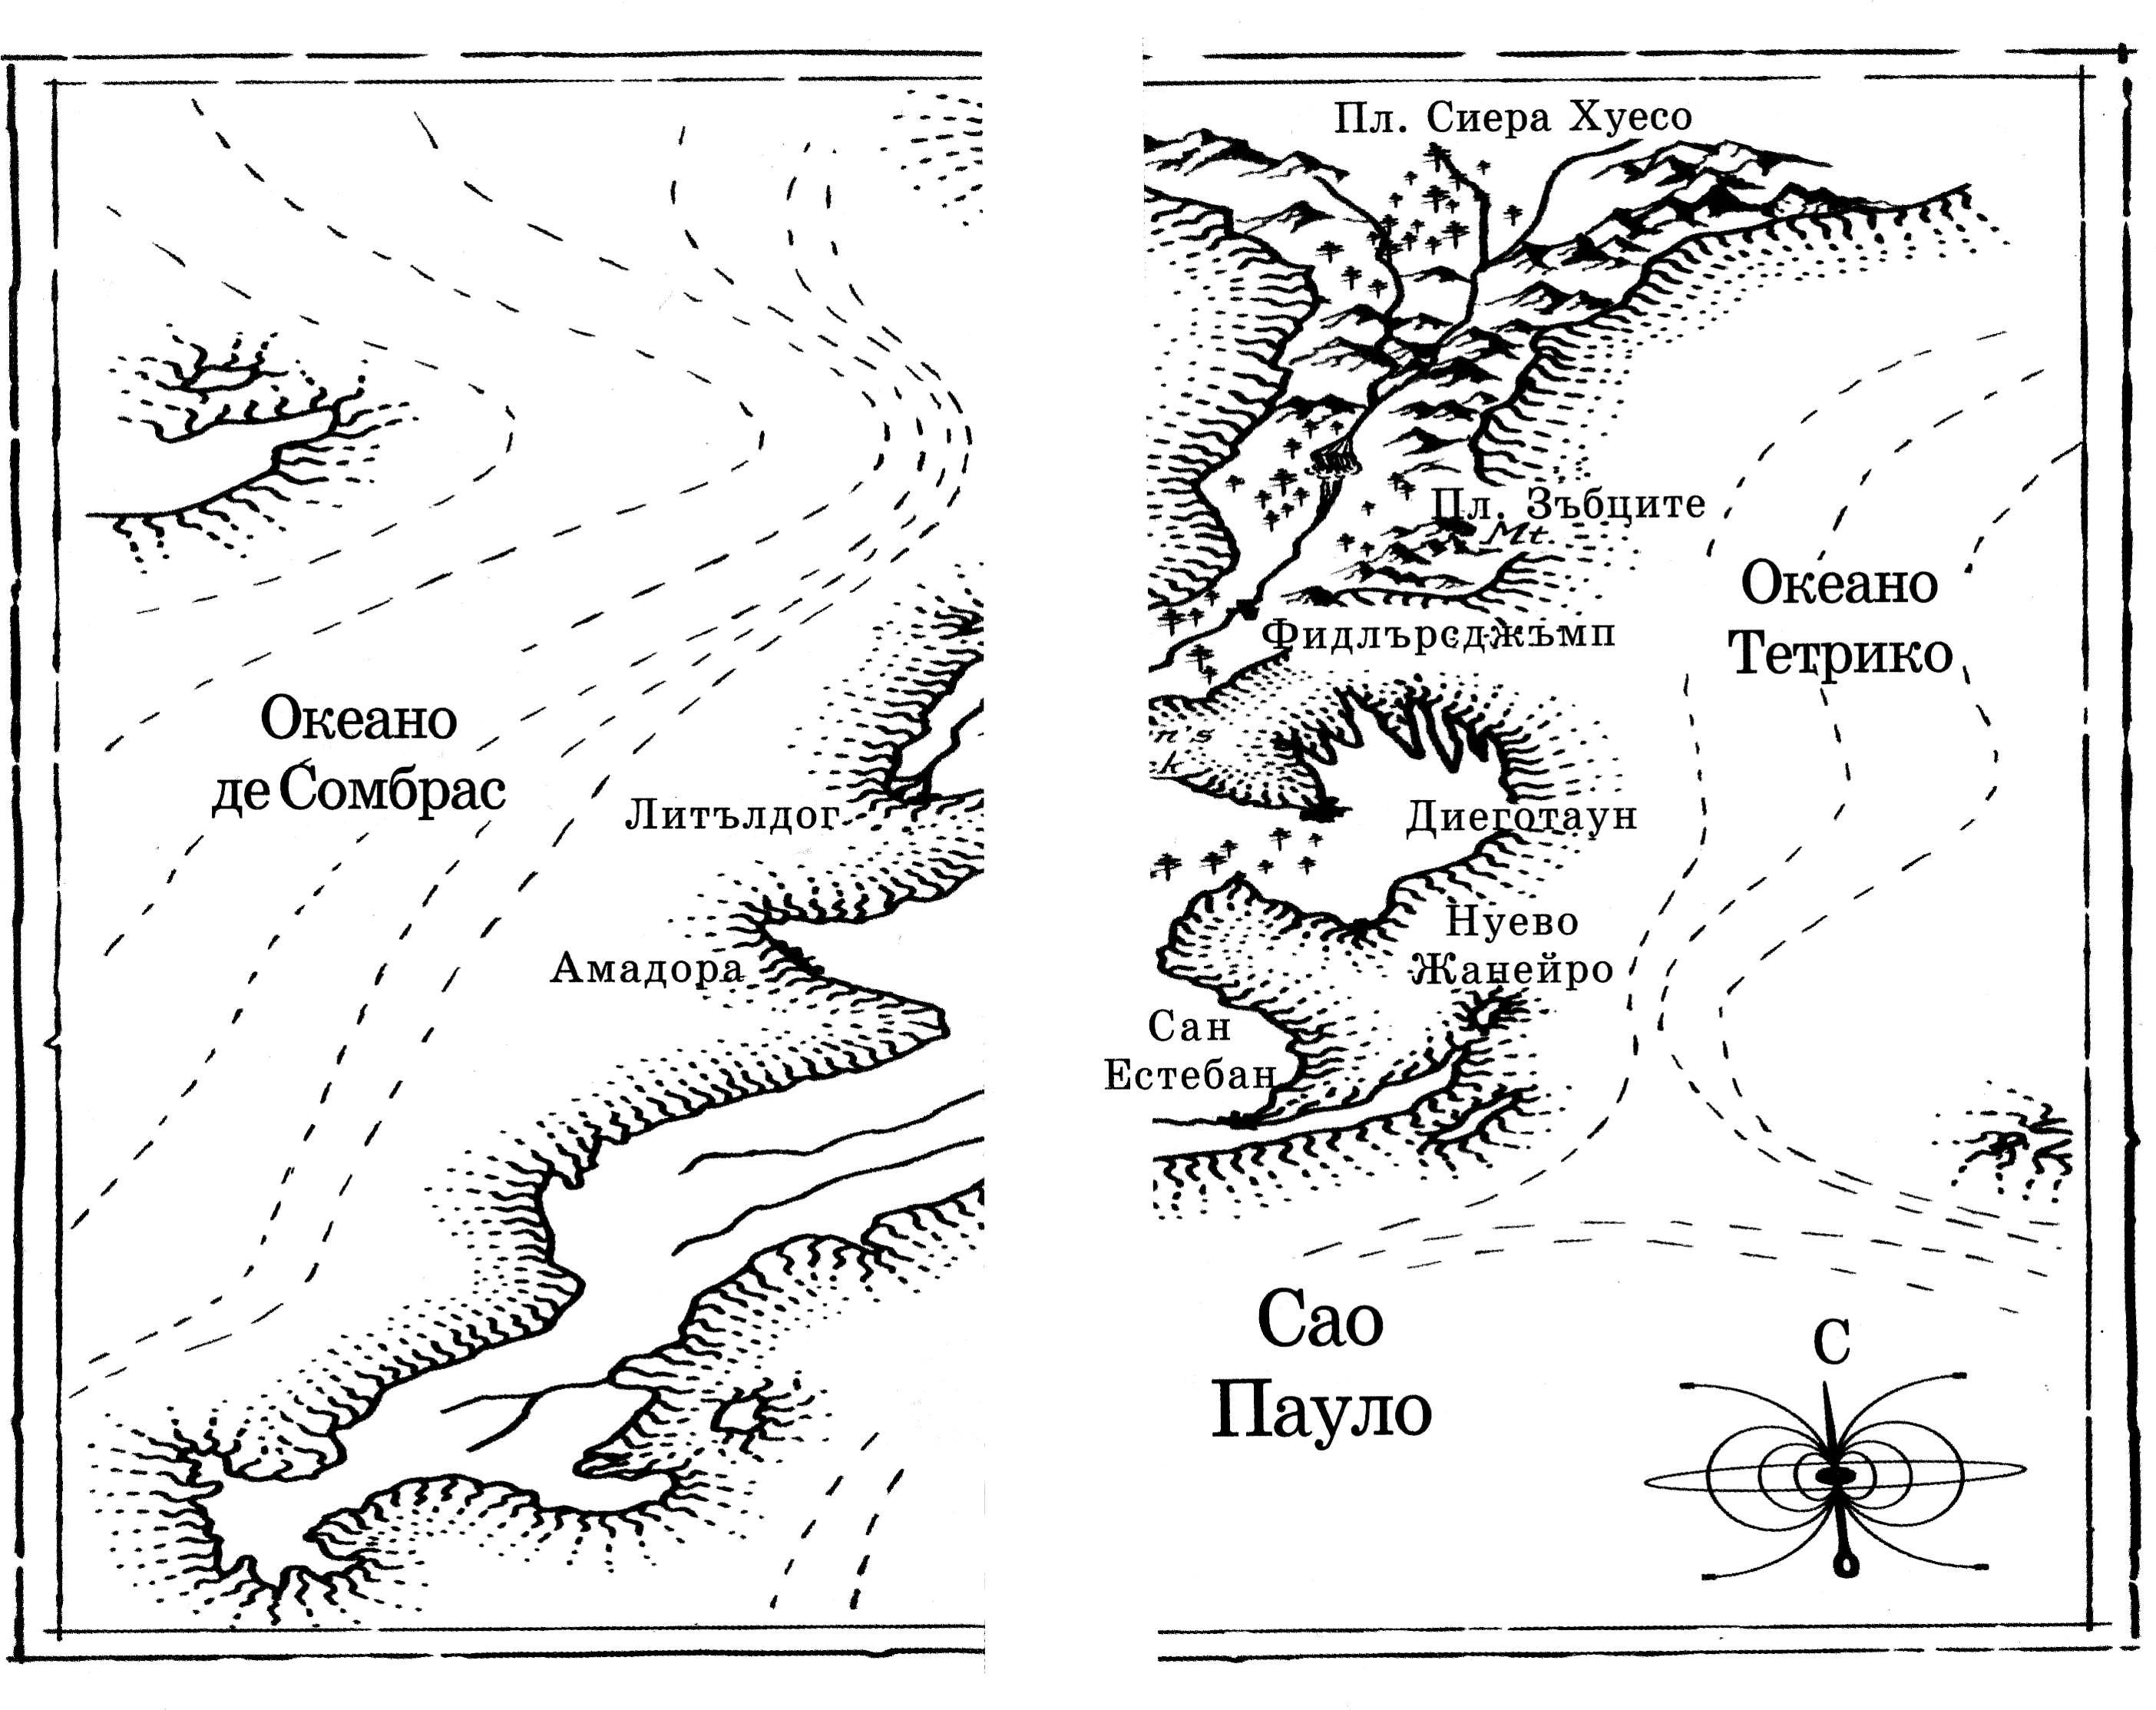 Пл. Сиера Хуесо
Пл. Зъбците
Mt.
Океано
Тетрико
Фидлърсджъмп
Океано
де Сомбрас
Литълдог
Диеготаун
Амадора
Нуево
Жанейро
Сан
Естебан
Сао
Пауло
С